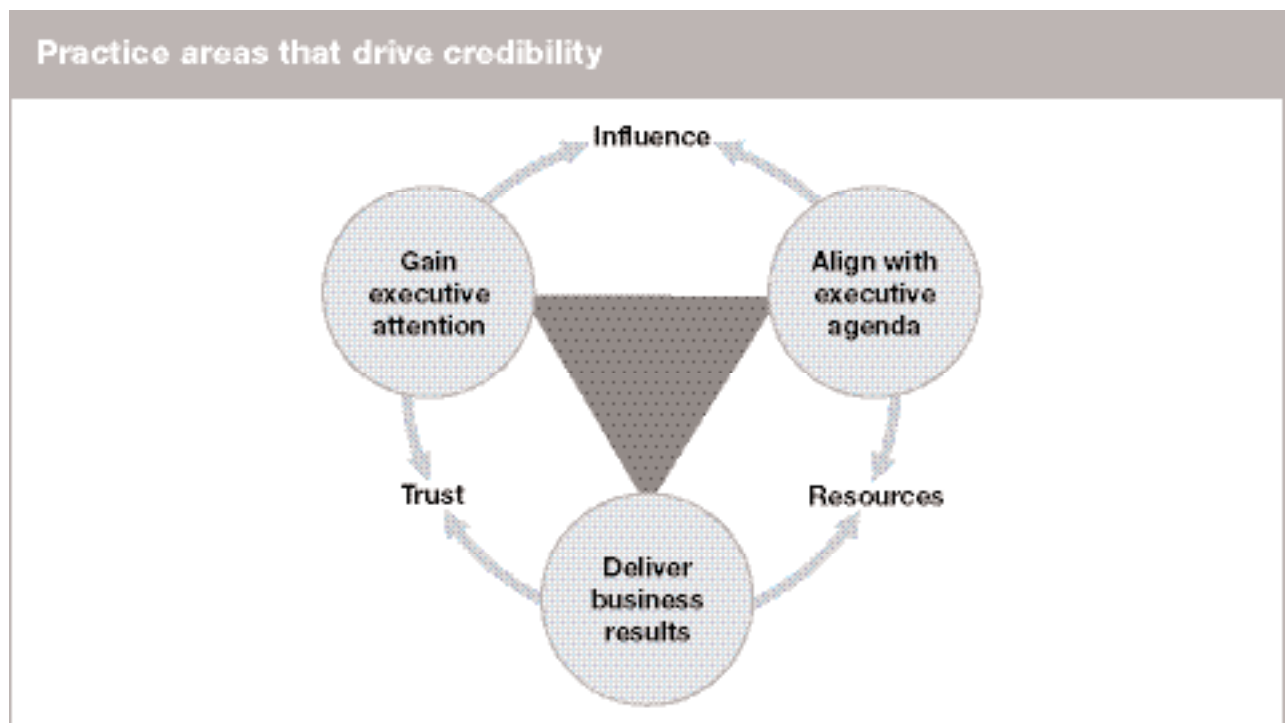 Practice areas that drive credibility
Influence
Gain
executive
attention
Align with
executive
agenda
Trust
Resources
Deliver
business
results